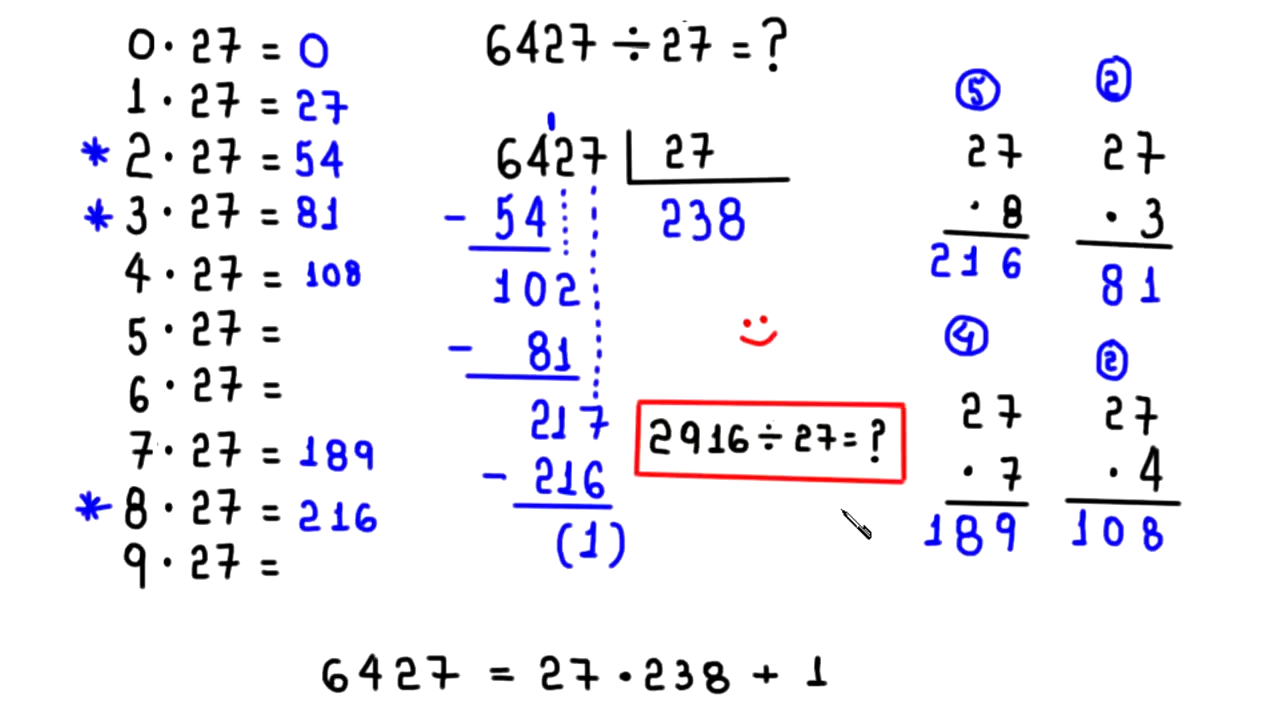 0 · 27 = 0
1 · 27 = 27
* 2 · 27 = 54
* 3 · 27 = 81
4 · 27 = 108
5 · 27 =
6 · 27 =
7 · 27 = 189
* 8 · 27 = 216
9 · 27 =
6427 ÷ 27 = ?
6427 | 27
- 54 238
102
- 81
217
- 216
(1)
2916 ÷ 27 = ?
⑤
27
· 8
216
②
27
· 3
81
④
27
· 7
189
②
27
· 4
108
6427 = 27 · 238 + 1